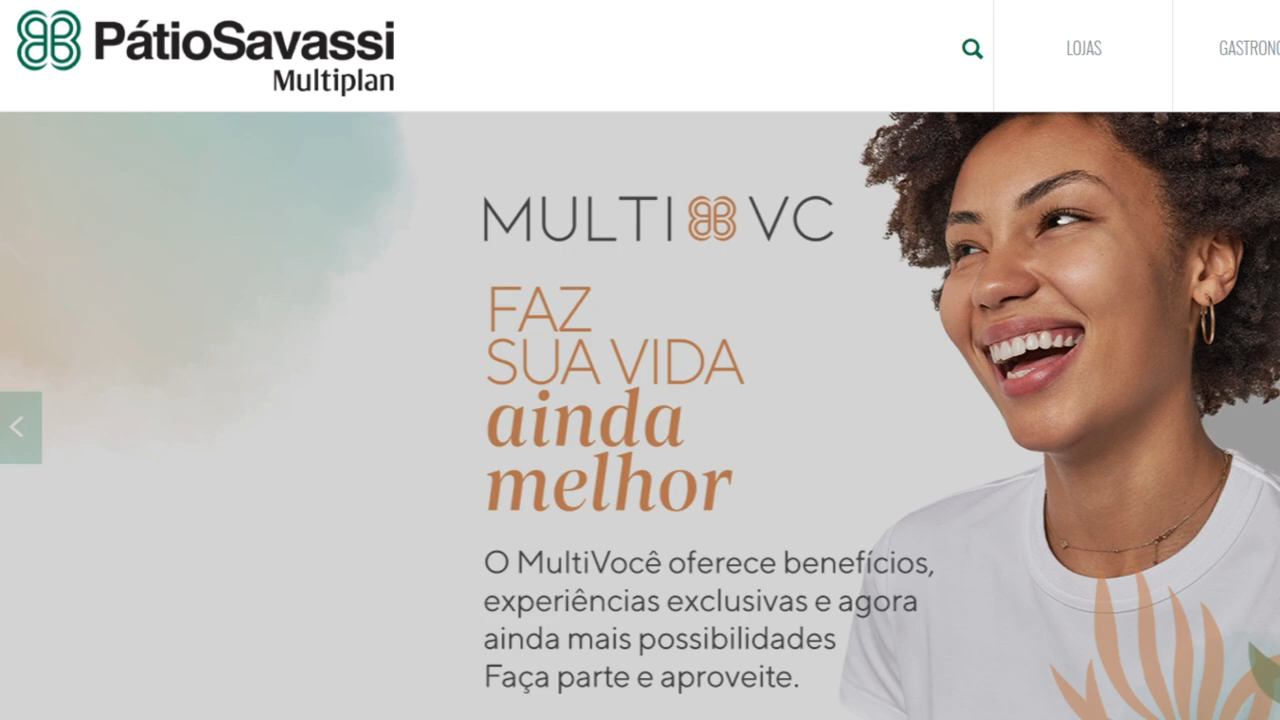 PátioSavassi
Multiplan
LOJAS
GASTRONO
MULTI VC
FAZ
SUA VIDA
ainda
melhor
O MultiVocê oferece benefícios,
experiências exclusivas e agora
ainda mais possibilidades
Faça parte e aproveite.